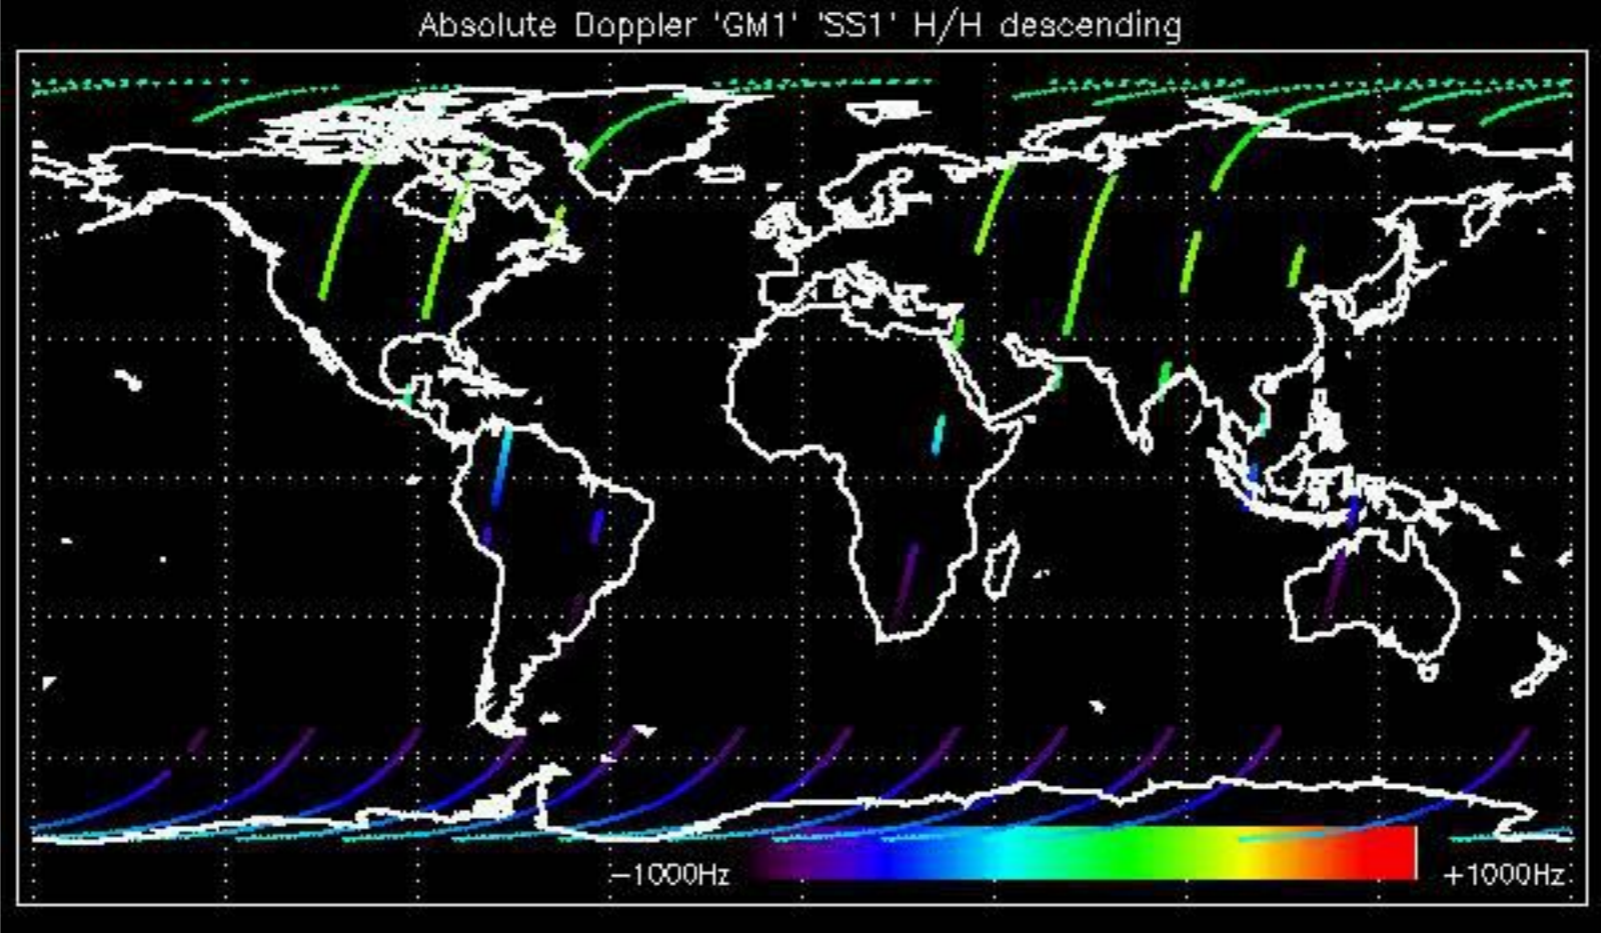 Absolute Doppler 'GM1' 'SS1' H/H descending
−1000Hz +1000Hz